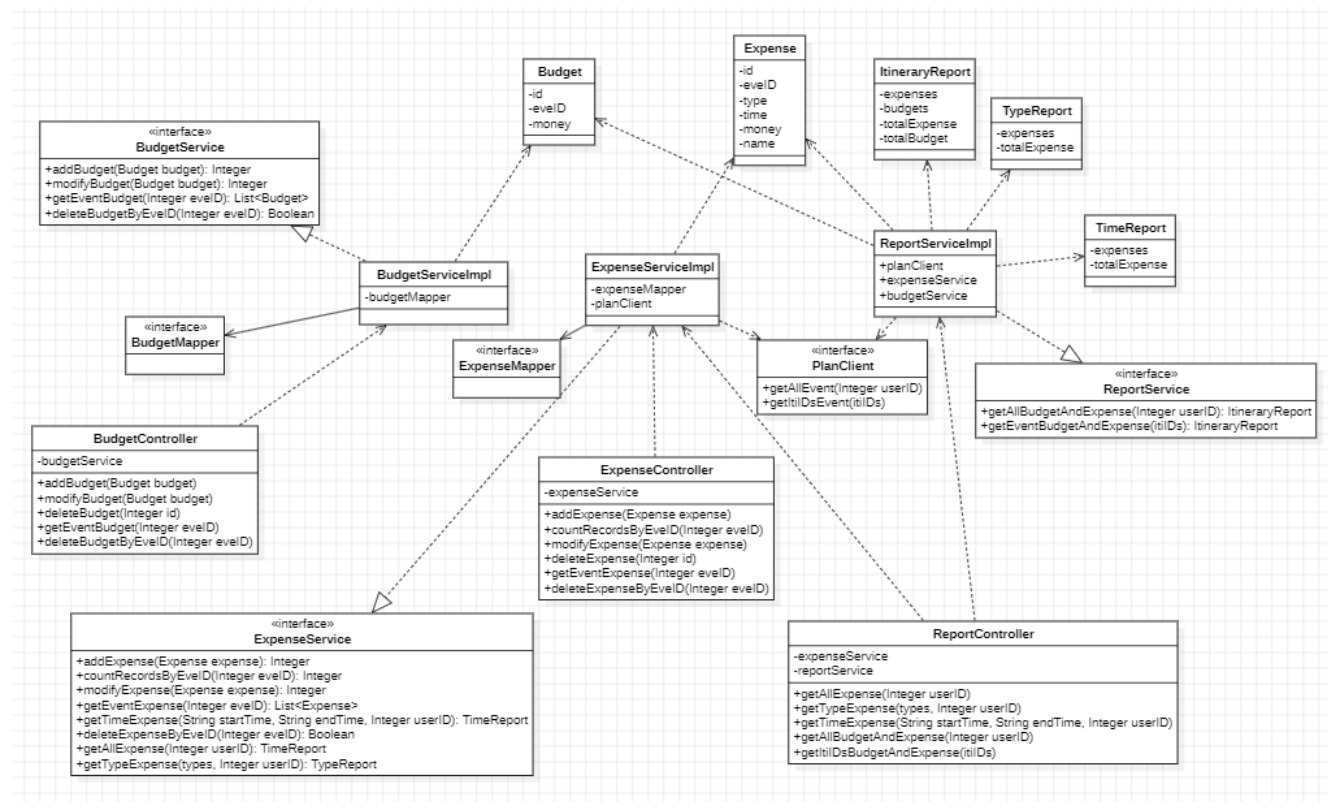 Budget
-id
-eveID
-money
Expense
-id
-eveID
-type
-time
-money
-name
ItineraryReport
-expenses
-budgets
-totalExpense
-totalBudget
TypeReport
-expenses
-totalExpense
«interface»
BudgetService
+addBudget(Budget budget): Integer
+modifyBudget(Budget budget): Integer
+getEventBudget(Integer eveID): List<Budget>
+deleteBudgetByEveID(Integer eveID): Boolean
TimeReport
-expenses
-totalExpense
BudgetServiceImpl
-budgetMapper
ExpenseServiceImpl
-expenseMapper
-planClient
ReportServiceImpl
+planClient
+expenseService
+budgetService
«interface»
BudgetMapper
«interface»
ExpenseMapper
«interface»
PlanClient
+getAllEvent(Integer userID)
+getItiIDsEvent(itiIDs)
«interface»
ReportService
+getAllBudgetAndExpense(Integer userID): ItineraryReport
+getEventBudgetAndExpense(itiIDs): ItineraryReport
BudgetController
-budgetService
+addBudget(Budget budget)
+modifyBudget(Budget budget)
+deleteBudget(Integer id)
+getEventBudget(Integer eveID)
+deleteBudgetByEveID(Integer eveID)
ExpenseController
-expenseService
+addExpense(Expense expense)
+countRecordsByEveID(Integer eveID)
+modifyExpense(Expense expense)
+deleteExpense(Integer id)
+getEventExpense(Integer eveID)
+deleteExpenseByEveID(Integer eveID)
«interface»
ExpenseService
+addExpense(Expense expense): Integer
+countRecordsByEveID(Integer eveID): Integer
+modifyExpense(Expense expense): Integer
+getEventExpense(Integer eveID): List<Expense>
+getTimeExpense(String startTime, String endTime, Integer userID): TimeReport
+deleteExpenseByEveID(Integer eveID): Boolean
+getAllExpense(Integer userID): TimeReport
+getTypeExpense(types, Integer userID): TypeReport
ReportController
-expenseService
-reportService
+getAllExpense(Integer userID)
+getTypeExpense(types, Integer userID)
+getTimeExpense(String startTime, String endTime, Integer userID)
+getAllBudgetAndExpense(Integer userID)
+getItiIDsBudgetAndExpense(itiIDs)